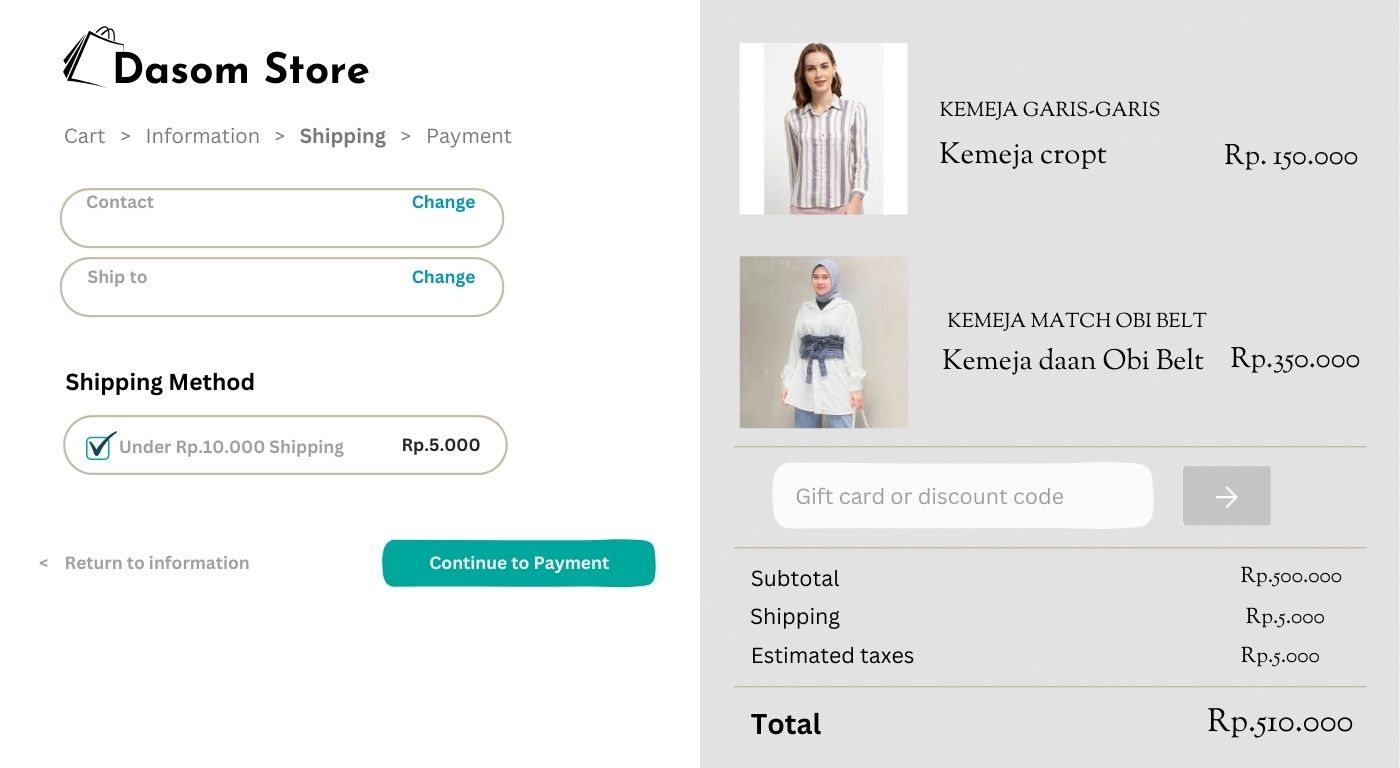 Dasom Store
Cart > Information > Shipping > Payment
Contact Change
Ship to Change
Shipping Method
Under Rp.10.000 Shipping Rp.5.000
< Return to information Continue to Payment
KEMEJA GARIS-GARIS
Kemeja cropt Rp. 150.000
KEMEJA MATCH OBI BELT
Kemeja daan Obi Belt Rp.350.000
Gift card or discount code
Subtotal Rp.500.000
Shipping Rp.5.000
Estimated taxes Rp.5.000
Total Rp.510.000